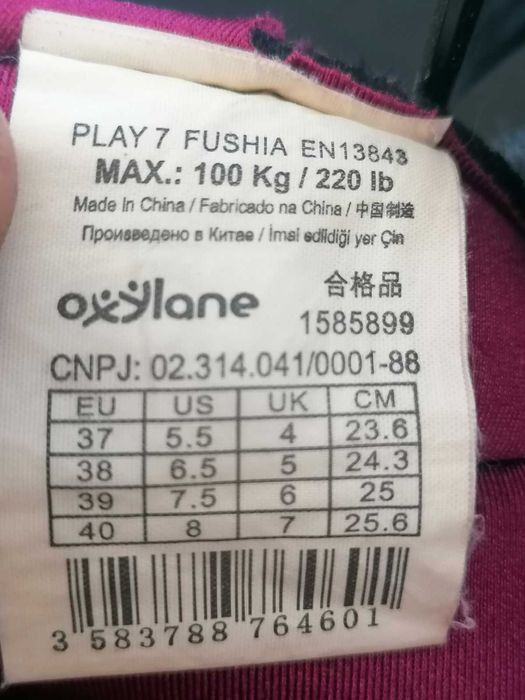 PLAY 7 FUSHIA EN13843
MAX.: 100 Kg / 220 lb
Made In China / Fabricado na China / 中国制造
Произведено в Китае / İmal edildiği yer Çin
oxylane
合格品
1585899
CNPJ: 02.314.041/0001-88
EU US UK CM
37 5.5 4 23.6
38 6.5 5 24.3
39 7.5 6 25
40 8 7 25.6
3 583788 764601